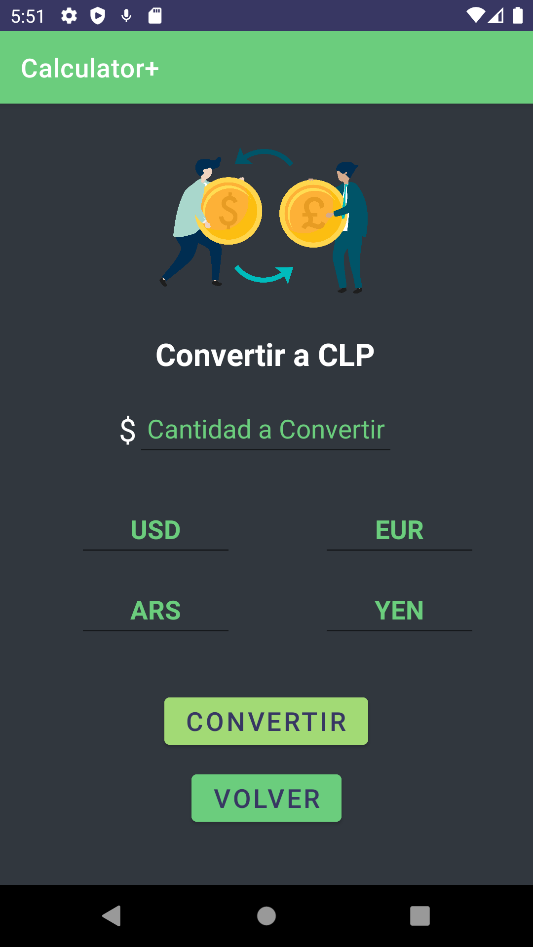 5:51
Calculator+
$ £
Convertir a CLP
$ Cantidad a Convertir
USD EUR
ARS YEN
CONVERTIR
VOLVER